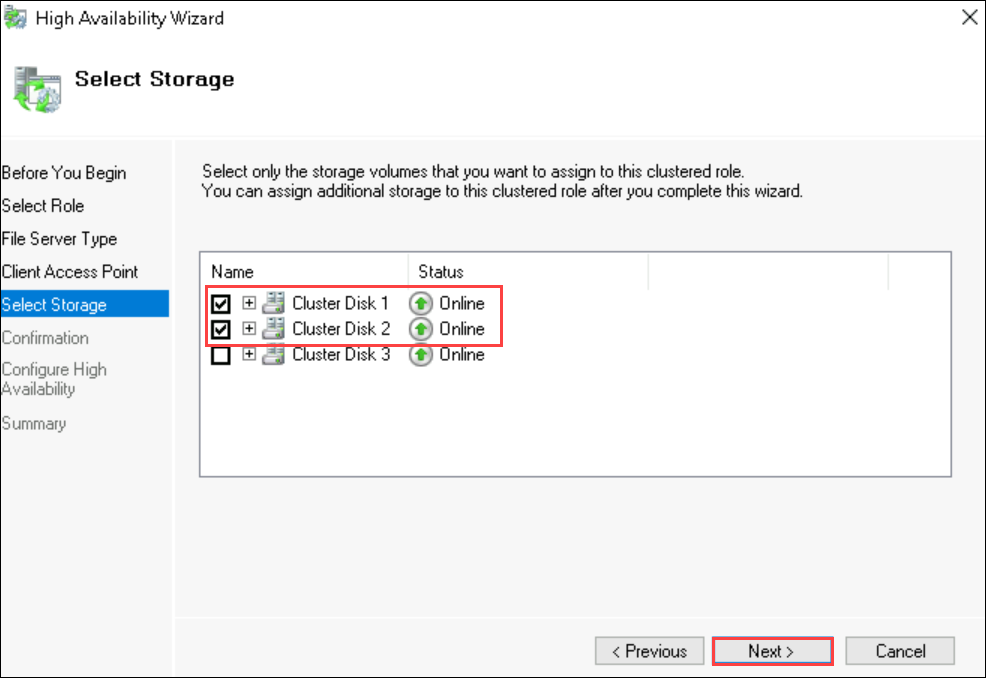 High Availability Wizard
Select Storage
Before You Begin
Select Role
File Server Type
Client Access Point
Select Storage
Confirmation
Configure High
Availability
Summary
Select only the storage volumes that you want to assign to this clustered role.
You can assign additional storage to this clustered role after you complete this wizard.
Name Status
Cluster Disk 1 Online
Cluster Disk 2 Online
Cluster Disk 3 Online
< Previous Next > Cancel